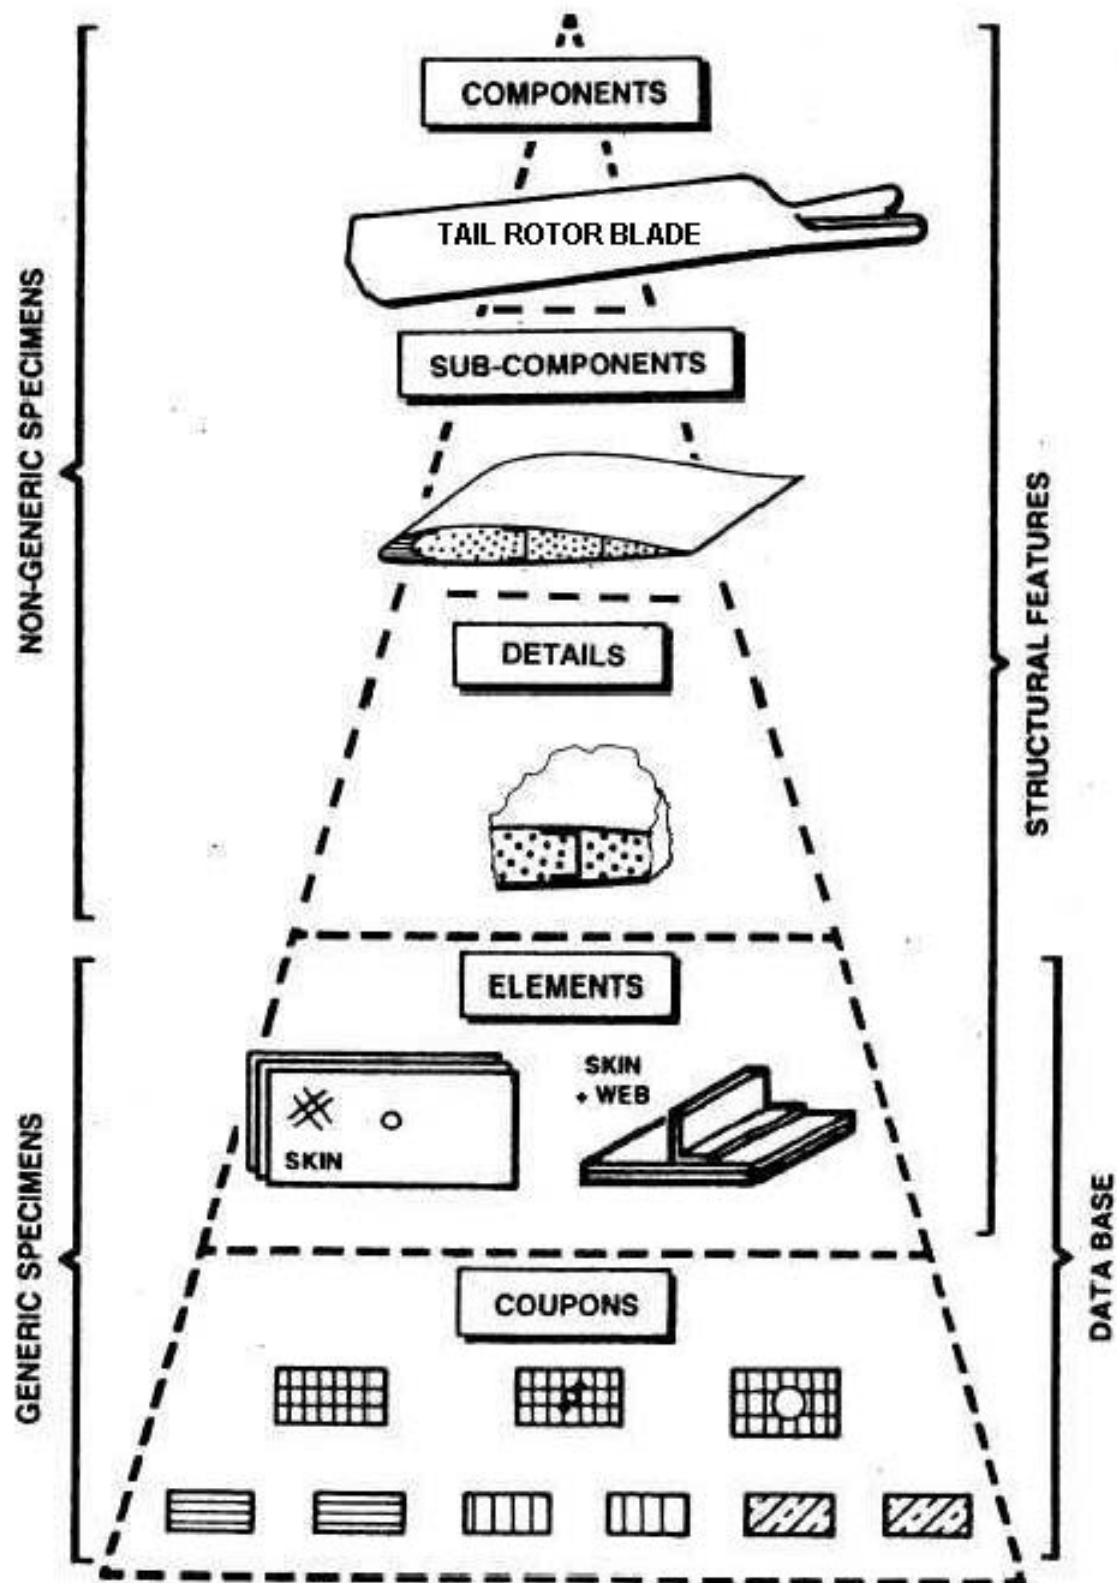 COMPONENTS
TAIL ROTOR BLADE
SUB-COMPONENTS
DETAILS
ELEMENTS
SKIN
SKIN
+ WEB
COUPONS
NON-GENERIC SPECIMENS
GENERIC SPECIMENS
STRUCTURAL FEATURES
DATA BASE